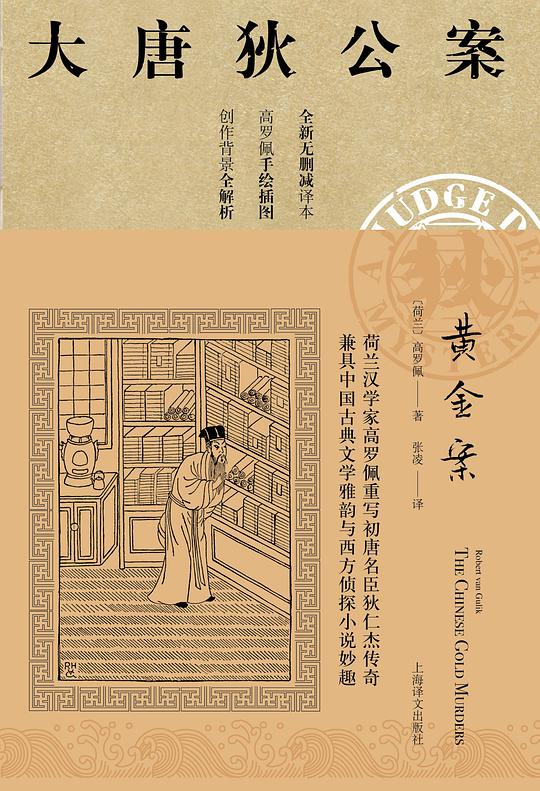 大唐狄公案
全新无删减译本
高罗佩手绘插图
创作背景全解析
JUDGE DEE
A
MYSTERY
狄
黄金案
〔荷兰〕高罗佩——著 张凌——译
荷兰汉学家高罗佩重写初唐名臣狄仁杰传奇
兼具中国古典文学雅韵与西方侦探小说妙趣
Robert van Gulik
THE CHINESE GOLD MURDERS
上海译文出版社